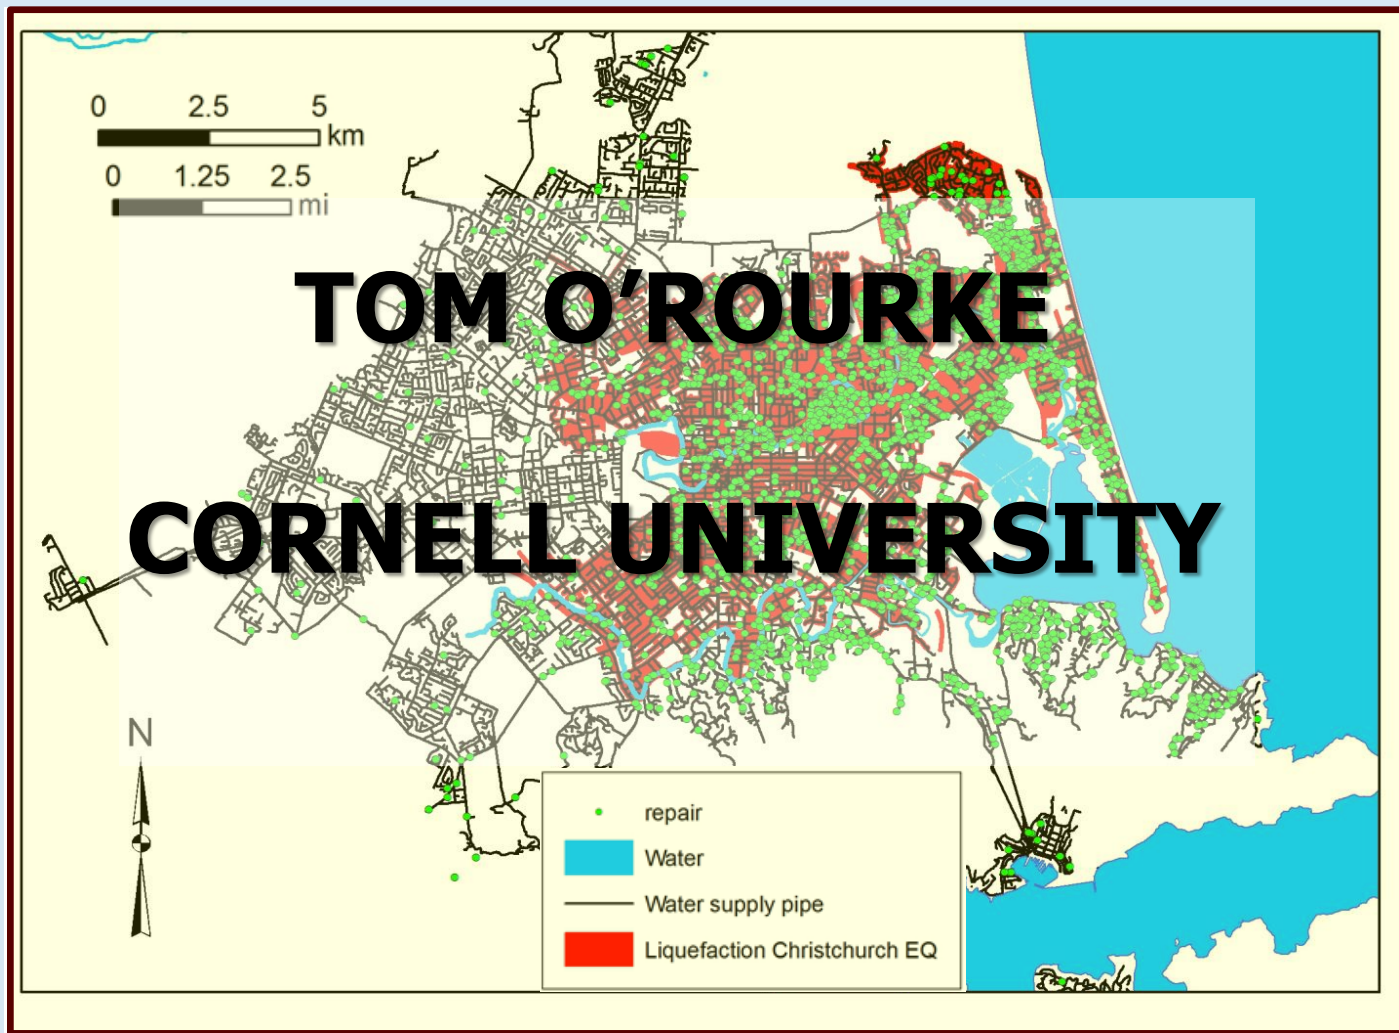 0 2.5 5
km
0 1.25 2.5
mi
TOM O’ROURKE
CORNELL UNIVERSITY
N
repair
Water
Water supply pipe
Liquefaction Christchurch EQ